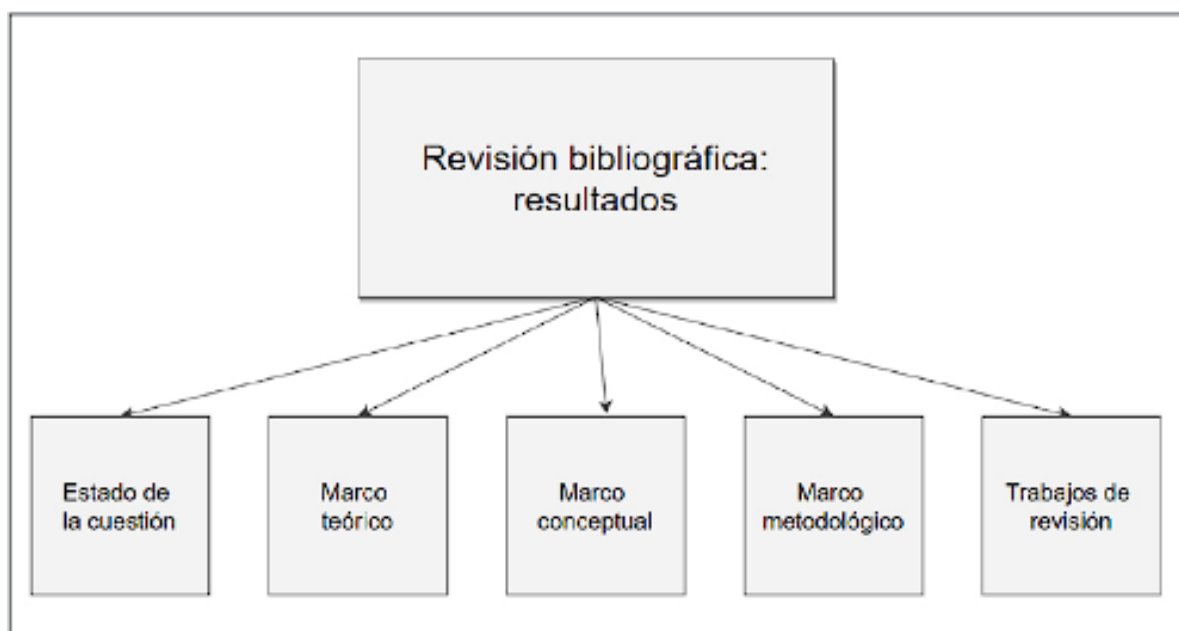 Revisión bibliográfica:
resultados
Estado de
la cuestión
Marco
teórico
Marco
conceptual
Marco
metodológico
Trabajos de
revisión